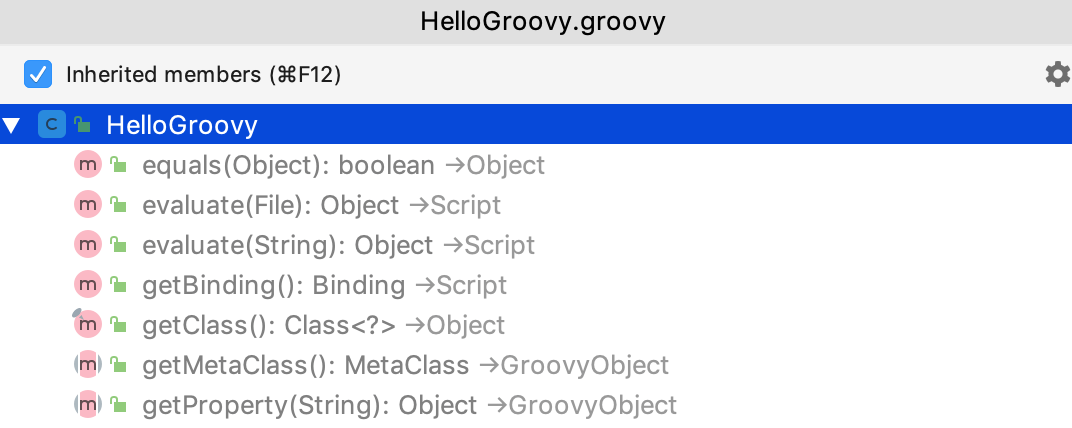 HelloGroovy.groovy
Inherited members (⌘F12)
C HelloGroovy
m equals(Object): boolean →Object
m evaluate(File): Object →Script
m evaluate(String): Object →Script
m getBinding(): Binding →Script
m getClass(): Class<?> →Object
m getMetaClass(): MetaClass →GroovyObject
m getProperty(String): Object →GroovyObject